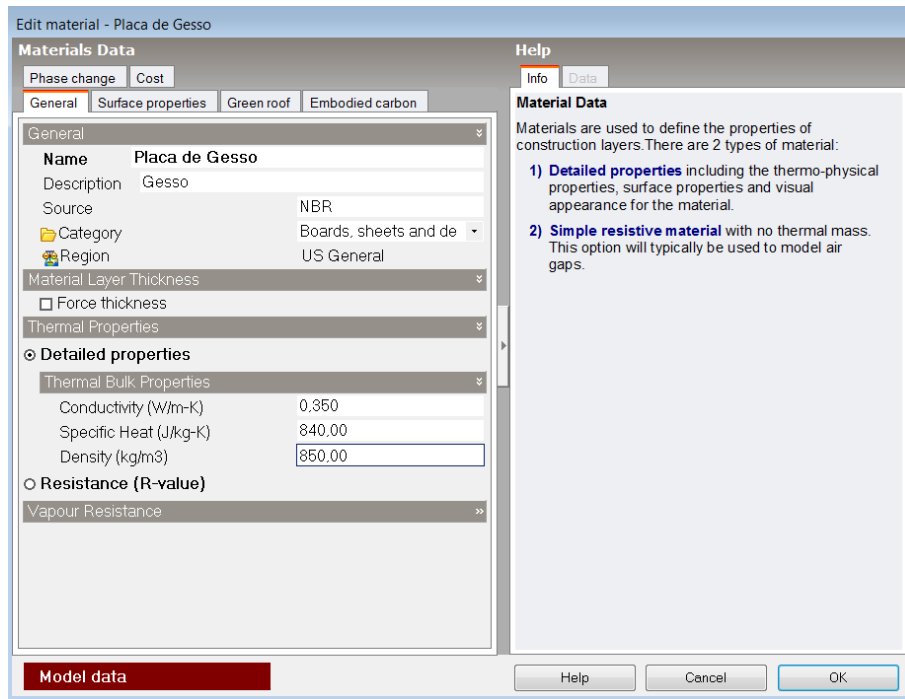 Edit material - Placa de Gesso
Materials Data
Phase change Cost
General Surface properties Green roof Embodied carbon
General
Name Placa de Gesso
Description Gesso
Source NBR
Category Boards, sheets and de
Region US General
Material Layer Thickness
Force thickness
Thermal Properties
Detailed properties
Thermal Bulk Properties
Conductivity (W/m-K) 0,350
Specific Heat (J/kg-K) 840,00
Density (kg/m3) 850,00
Resistance (R-value)
Vapour Resistance
Model data
Help
Info Data
Material Data
Materials are used to define the properties of
construction layers.There are 2 types of material:
1) Detailed properties including the thermo-physical
properties, surface properties and visual
appearance for the material.
2) Simple resistive material with no thermal mass.
This option will typically be used to model air
gaps.
Help Cancel OK